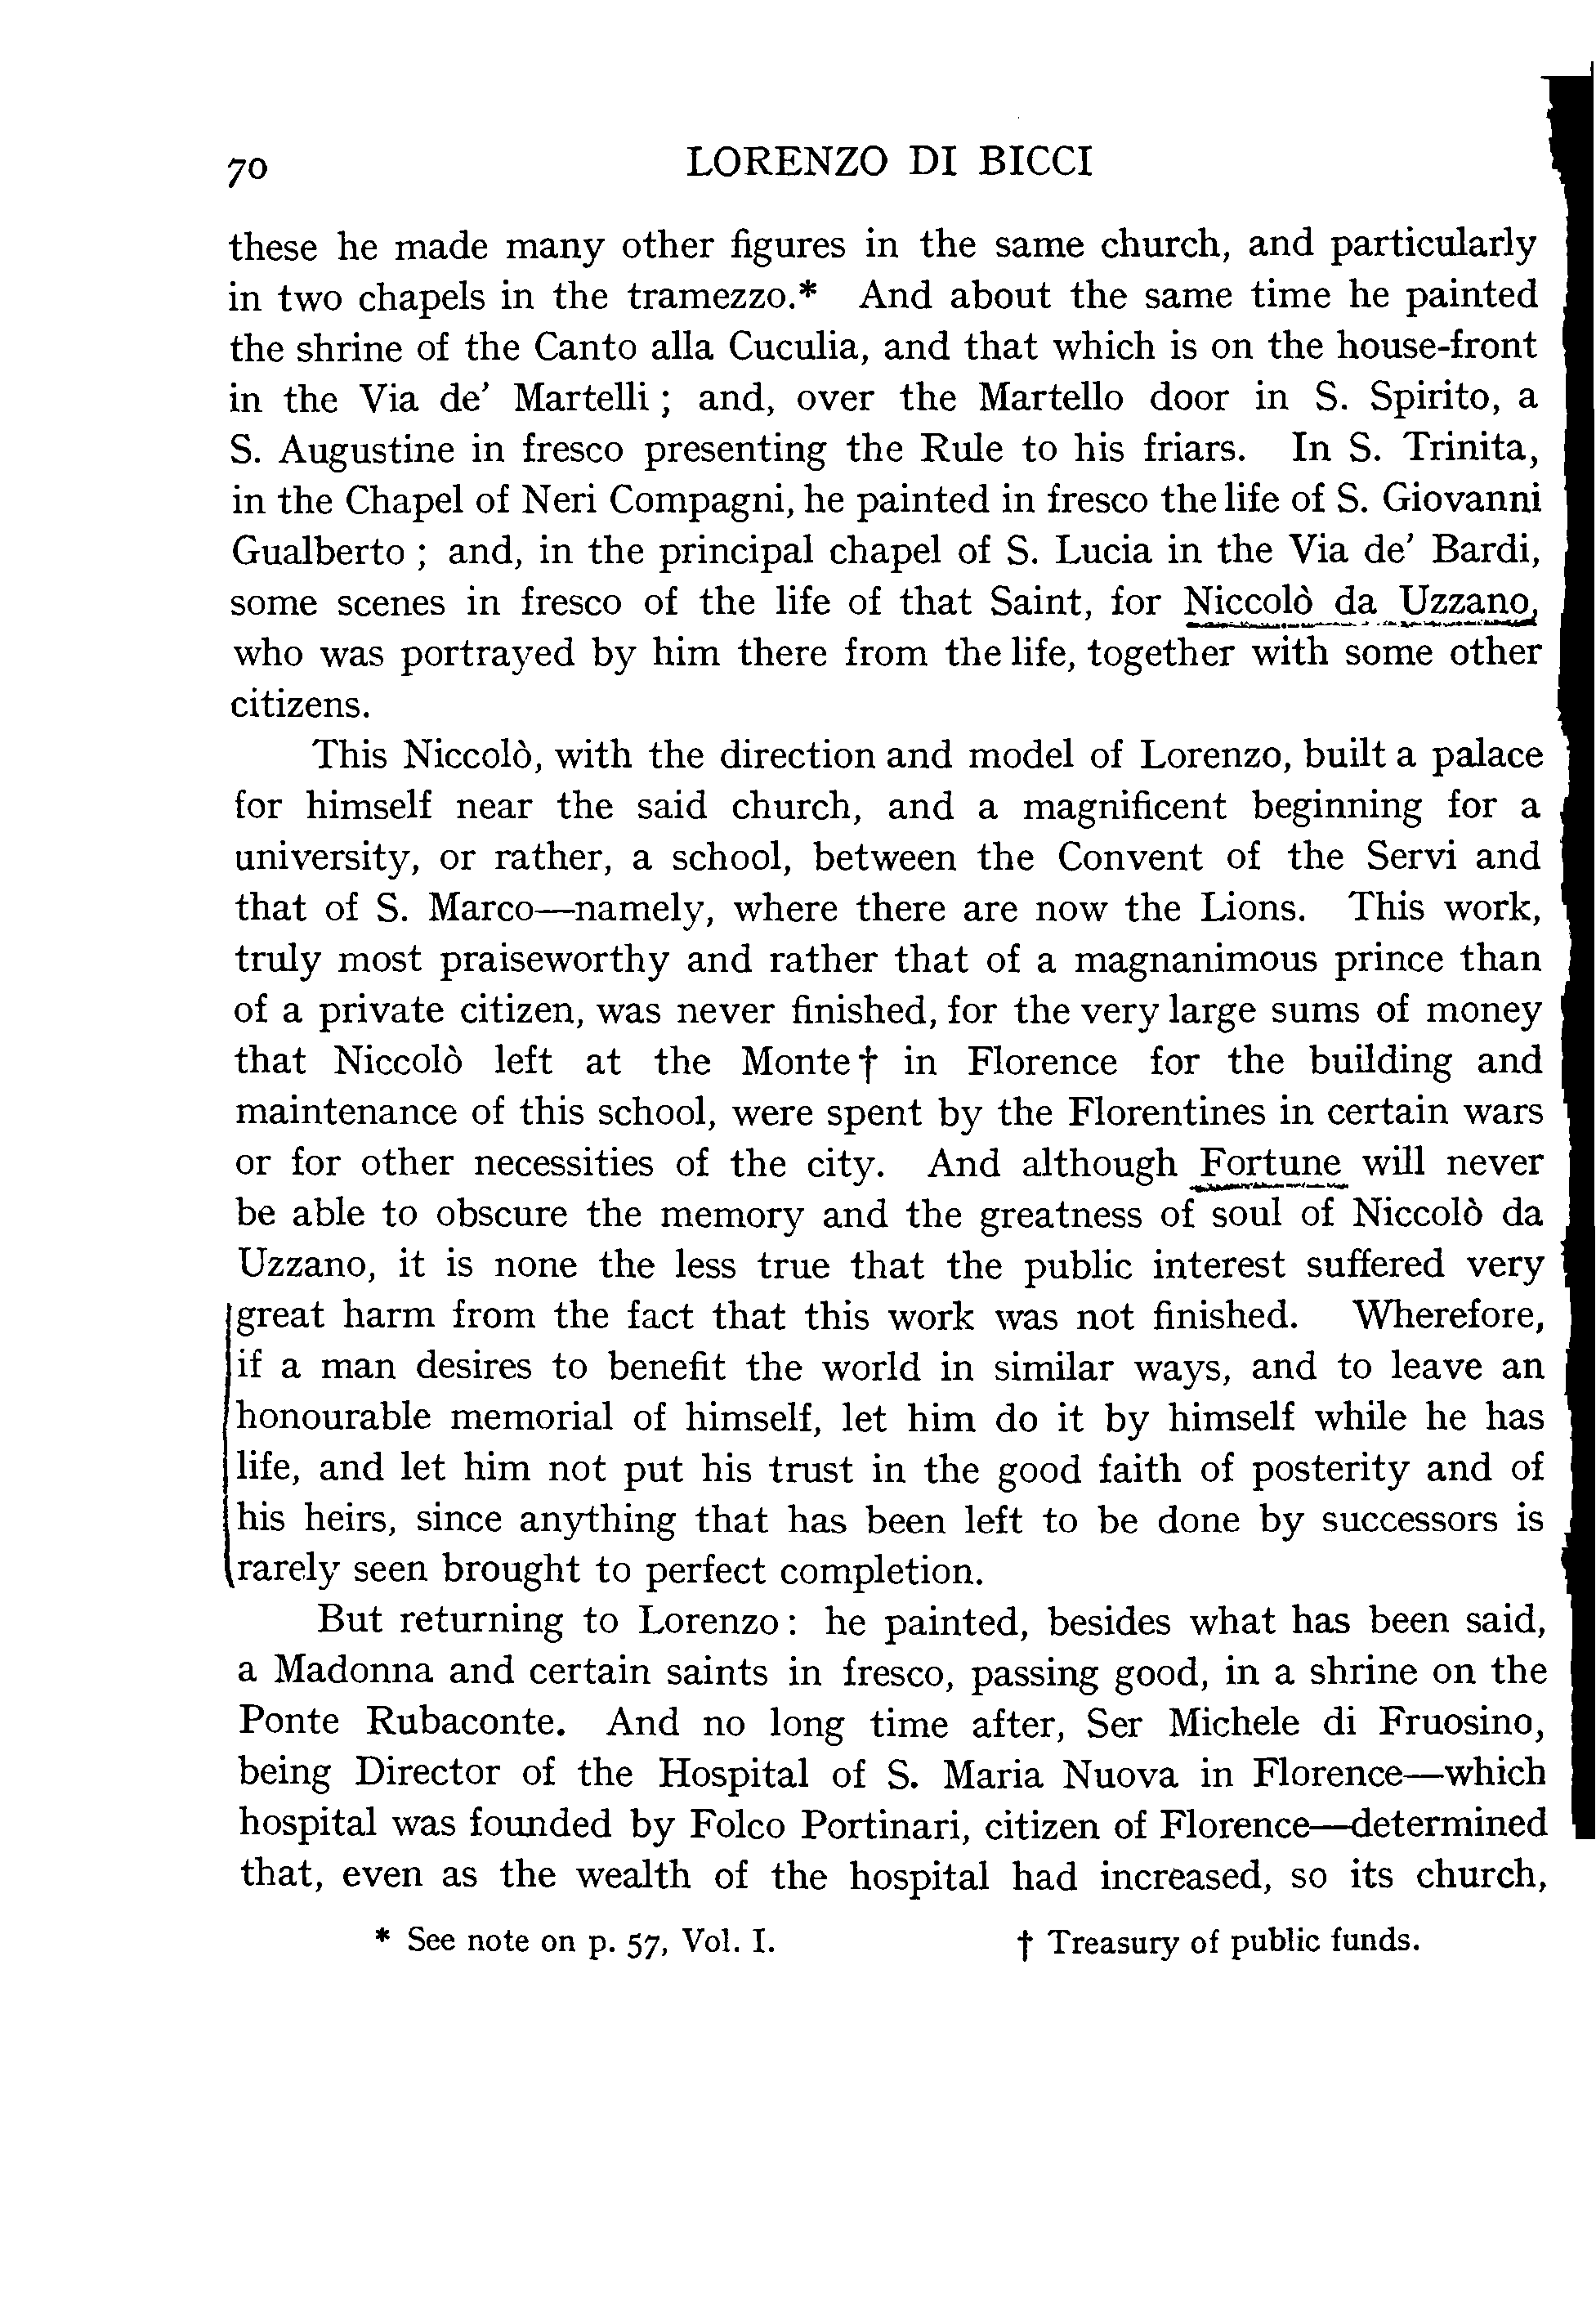 70
LORENZO DI BICCI
these he made many other figures in the same church, and particularly
in two chapels in the tramezzo.* And about the same time he painted
the shrine of the Canto alla Cuculia, and that which is on the house-front
in the Via de' Martelli ; and, over the Martello door in S. Spirito, a
S. Augustine in fresco presenting the Rule to his friars. In S. Trinita,
in the Chapel of Neri Compagni, he painted in fresco the life of S. Giovanni
Gualberto ; and, in the principal chapel of S. Lucia in the Via de' Bardi,
some scenes in fresco of the life of that Saint, for Niccolò da Uzzano,
who was portrayed by him there from the life, together with some other
citizens.
This Niccolò, with the direction and model of Lorenzo, built a palace
for himself near the said church, and a magnificent beginning for a
university, or rather, a school, between the Convent of the Servi and
that of S. Marco—namely, where there are now the Lions. This work,
truly most praiseworthy and rather that of a magnanimous prince than
of a private citizen, was never finished, for the very large sums of money
that Niccolò left at the Monte † in Florence for the building and
maintenance of this school, were spent by the Florentines in certain wars
or for other necessities of the city. And although Fortune will never
be able to obscure the memory and the greatness of soul of Niccolò da
Uzzano, it is none the less true that the public interest suffered very
great harm from the fact that this work was not finished. Wherefore,
if a man desires to benefit the world in similar ways, and to leave an
honourable memorial of himself, let him do it by himself while he has
life, and let him not put his trust in the good faith of posterity and of
his heirs, since anything that has been left to be done by successors is
rarely seen brought to perfect completion.
But returning to Lorenzo : he painted, besides what has been said,
a Madonna and certain saints in fresco, passing good, in a shrine on the
Ponte Rubaconte. And no long time after, Ser Michele di Fruosino,
being Director of the Hospital of S. Maria Nuova in Florence—which
hospital was founded by Folco Portinari, citizen of Florence—determined
that, even as the wealth of the hospital had increased, so its church,
* See note on p. 57, Vol. I.
† Treasury of public funds.